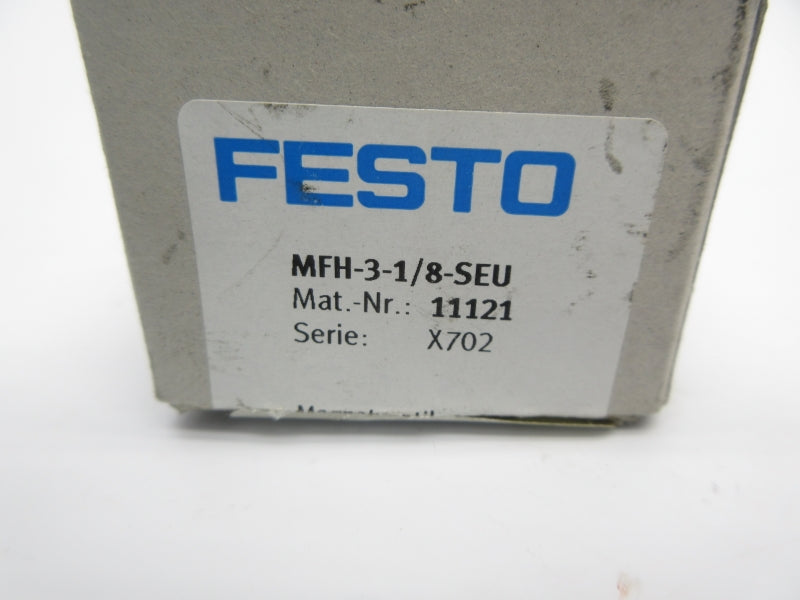 FESTO
MFH-3-1/8-SEU
Mat.-Nr.: 11121
Serie: X702